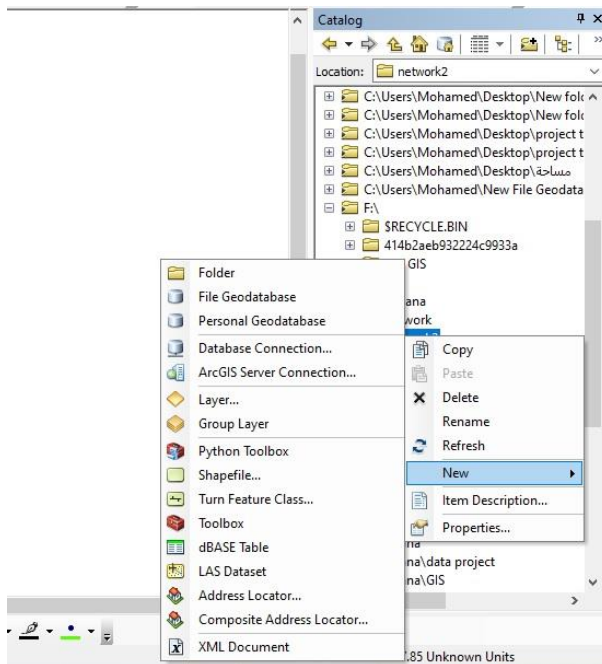 Catalog
Location: network2
C:\Users\Mohamed\Desktop\New fol
C:\Users\Mohamed\Desktop\New fol
C:\Users\Mohamed\Desktop\project t
C:\Users\Mohamed\Desktop\project t
C:\Users\Mohamed\Desktop\مساحة
C:\Users\Mohamed\New File Geodata
F:\
$RECYCLE.BIN
414b2aeb932224c9933a
GIS
ana
work
Folder
File Geodatabase
Personal Geodatabase
Database Connection...
ArcGIS Server Connection...
Layer...
Group Layer
Python Toolbox
Shapefile...
Turn Feature Class...
Toolbox
dBASE Table
LAS Dataset
Address Locator...
Composite Address Locator...
XML Document
Copy
Paste
Delete
Rename
Refresh
New
Item Description...
Properties...
na
na\data project
na\GIS
.85 Unknown Units